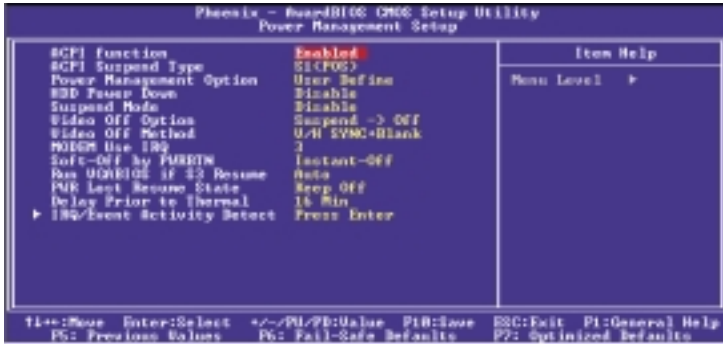 Phoenix - AwardBIOS CMOS Setup Utility
Power Management Setup
ACPI function Enabled
ACPI Suspend Type S1(POS)
Power Management Option User Define
HDD Power Down Disable
Suspend Mode Disable
Video Off Option Suspend -> Off
Video Off Method V/H SYNC+Blank
MODEM Use IRQ 3
Soft-Off by PWRBTN Instant-Off
Run VGABIOS if S3 Resume Auto
PWR Lost Resume State Keep Off
Delay Prior to Thermal 16 Min
▶ IRQ/Event Activity Detect Press Enter
Item Help
Menu Level ▶
↑↓←→:Move Enter:Select +/-/PU/PD:Value F10:Save ESC:Exit F1:General Help
F5: Previous Values F6: Fail-Safe Defaults F7: Optimized Defaults